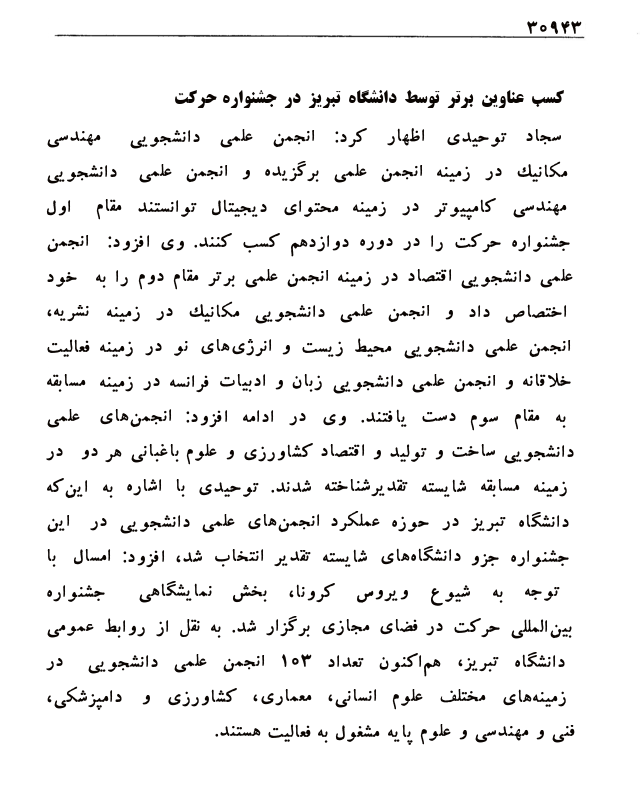 ۳۰۹۴۳
کسب عناوین برتر توسط دانشگاه تبریز در جشنواره حرکت
سجاد توحیدی اظهار کرد: انجمن علمی دانشجویی مهندسی
مکانیك در زمینه انجمن علمی برگزیده و انجمن علمی دانشجویی
مهندسی کامپیوتر در زمینه محتوای دیجیتال توانستند مقام اول
جشنواره حرکت را در دوره دوازدهم کسب کنند. وی افزود: انجمن
علمی دانشجویی اقتصاد در زمینه انجمن علمی برتر مقام دوم را به خود
اختصاص داد و انجمن علمی دانشجویی مکانیك در زمینه نشریه،
انجمن علمی دانشجویی محیط زیست و انرژی‌های نو در زمینه فعالیت
خلاقانه و انجمن علمی دانشجویی زبان و ادبیات فرانسه در زمینه مسابقه
به مقام سوم دست یافتند. وی در ادامه افزود: انجمن‌های علمی
دانشجویی ساخت و تولید و اقتصاد کشاورزی و علوم باغبانی هر دو در
زمینه مسابقه شایسته تقدیرشناخته شدند. توحیدی با اشاره به این‌که
دانشگاه تبریز در حوزه عملکرد انجمن‌های علمی دانشجویی در این
جشنواره جزو دانشگاه‌های شایسته تقدیر انتخاب شد، افزود: امسال با
توجه به شیوع ویروس کرونا، بخش نمایشگاهی جشنواره
بین‌المللی حرکت در فضای مجازی برگزار شد. به نقل از روابط عمومی
دانشگاه تبریز، هم‌اکنون تعداد ۱۰۳ انجمن علمی دانشجویی در
زمینه‌های مختلف علوم انسانی، معماری، کشاورزی و دامپزشکی،
فنی و مهندسی و علوم پایه مشغول به فعالیت هستند.